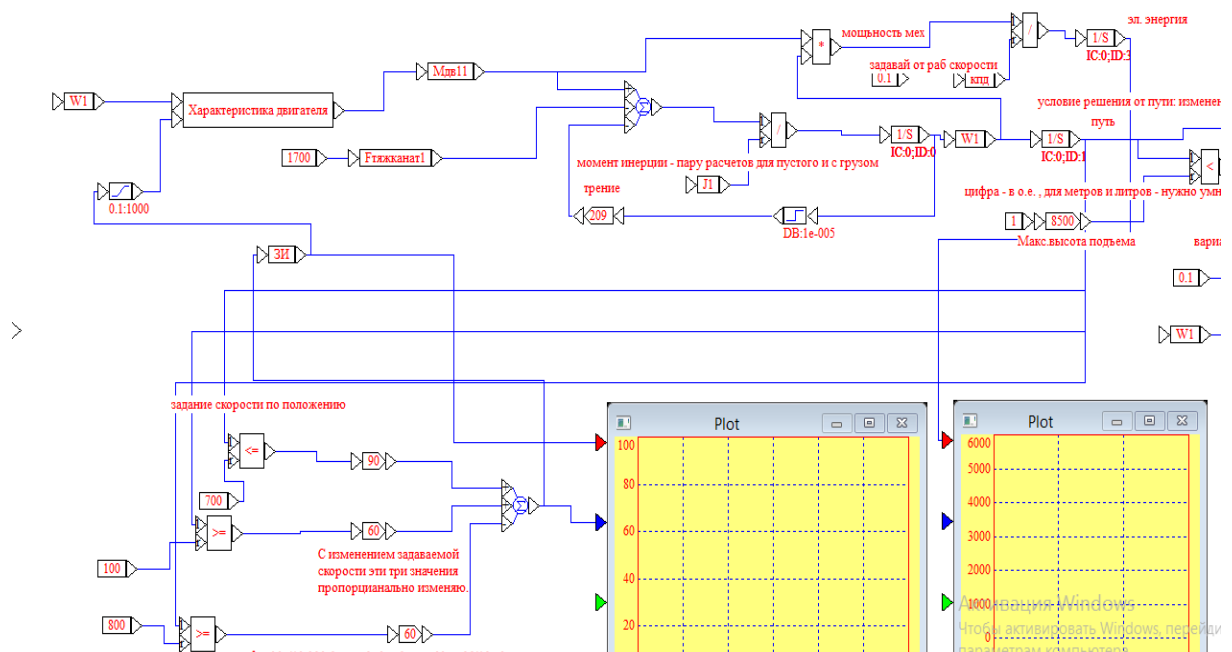 эл. энергия
мощьность мех
*
/
1/S
IC:0;ID:3
задавай от раб скорости
0.1
кпд
Мдв11
W1
Характеристика двигателя
условие решения от пути: изменен
путь
Σ
/
1/S
IC:0;ID:0
W1
1/S
IC:0;ID:1
<
1700
Fтяжканат1
момент инерции - пару расчетов для пустого и с грузом
J1
трение
цифра - в о.е. , для метров и литров - нужно умн
0.1:1000
209
DB:1e-005
1
8500
Макс.высота подъема
вариа
ЗИ
0.1
W1
задание скорости по положению
<=
90
700
>=
60
100
С изменением задаваемой
скорости эти три значения
пропорцианально изменяю.
Σ
800
>=
60
Plot
100
80
60
40
20
Plot
6000
5000
4000
3000
2000
1000
0
Активация Windows
Чтобы активировать Windows, перейди
параметрам компьютера